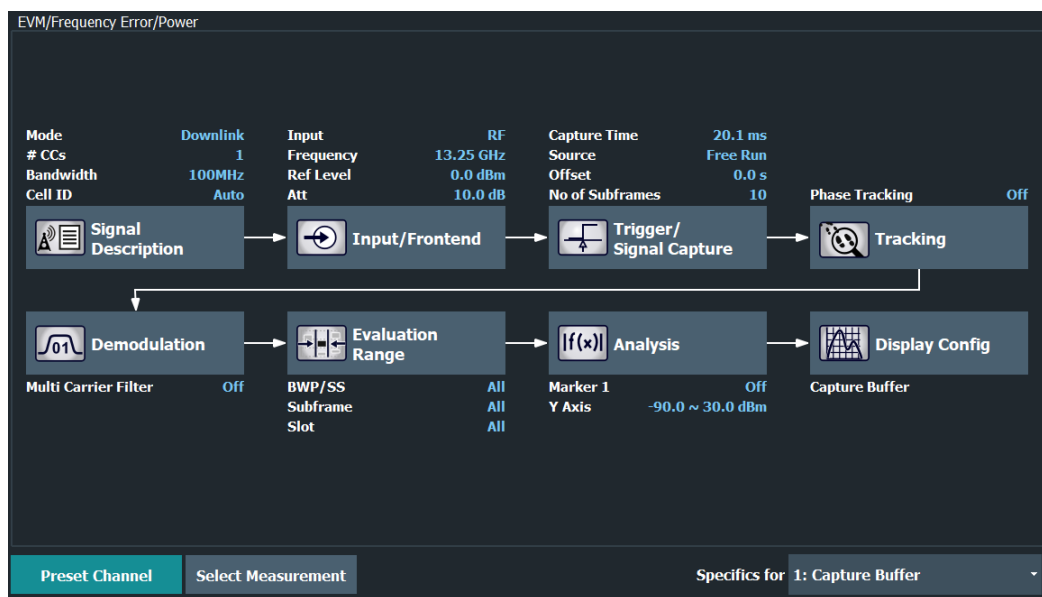 EVM/Frequency Error/Power
Mode Downlink
# CCs 1
Bandwidth 100MHz
Cell ID Auto
Signal
Description
Input RF
Frequency 13.25 GHz
Ref Level 0.0 dBm
Att 10.0 dB
Input/Frontend
Capture Time 20.1 ms
Source Free Run
Offset 0.0 s
No of Subframes 10
Trigger/
Signal Capture
Phase Tracking Off
Tracking
01
Demodulation
Multi Carrier Filter Off
Evaluation
Range
BWP/SS All
Subframe All
Slot All
|f(x)|
Analysis
Marker 1 Off
Y Axis -90.0 ~ 30.0 dBm
Display Config
Capture Buffer
Preset Channel
Select Measurement
Specifics for 1: Capture Buffer